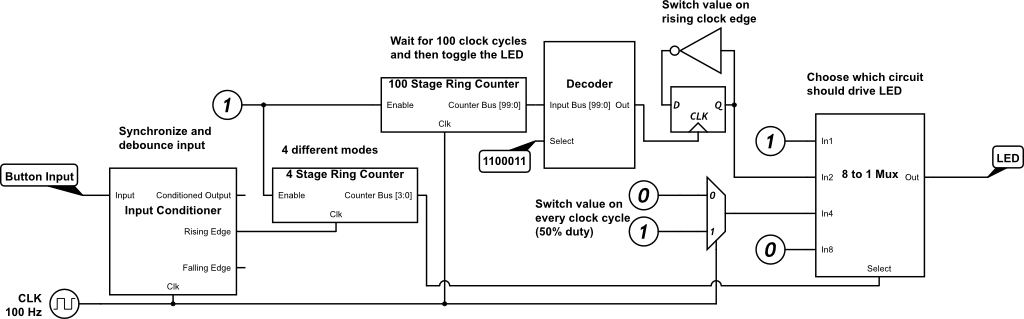 Switch value on
rising clock edge
Wait for 100 clock cycles
and then toggle the LED
100 Stage Ring Counter
Enable
Counter Bus [99:0]
Clk
Decoder
Input Bus [99:0]
Out
Select
1100011
D
Q
CLK
Choose which circuit
should drive LED
1
Synchronize and
debounce input
4 different modes
Button Input
Input
Conditioned Output
Input Conditioner
Rising Edge
Falling Edge
Clk
4 Stage Ring Counter
Enable
Counter Bus [3:0]
Clk
Switch value on
every clock cycle
(50% duty)
0
1
0
1
1
0
In1
In2
In4
In8
8 to 1 Mux
Out
Select
LED
CLK
100 Hz